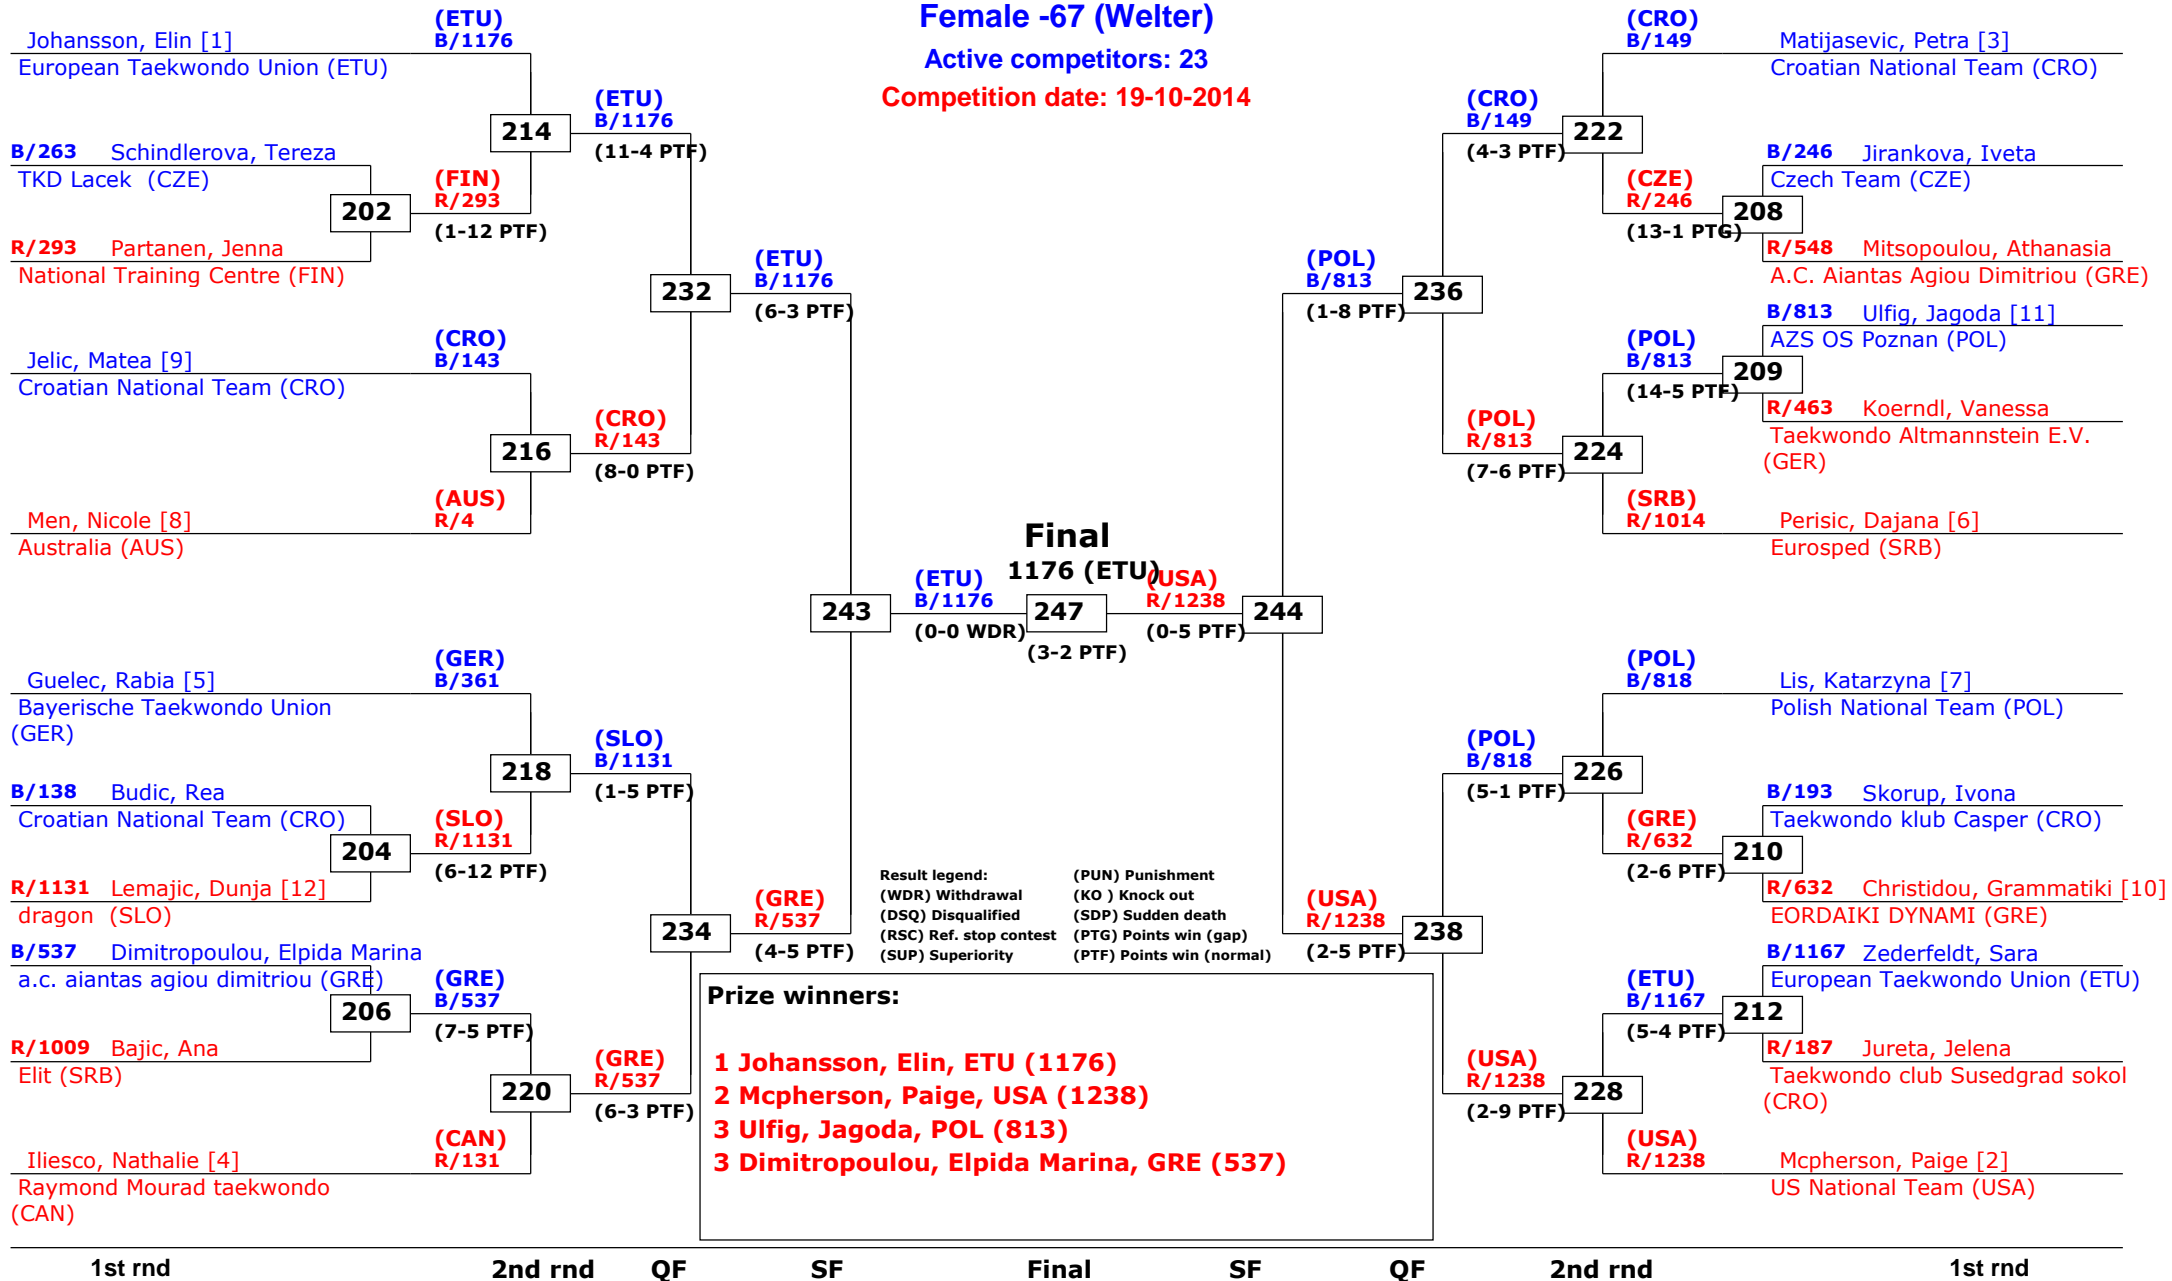 Female -67 (Welter)
Active competitors: 23
Competition date: 19-10-2014
Johansson, Elin [1]
European Taekwondo Union (ETU)
(ETU)
B/1176
B/263 Schindlerova, Tereza
TKD Lacek (CZE)
202
R/293 Partanen, Jenna
National Training Centre (FIN)
(FIN)
R/293
(1-12 PTF)
214
(ETU)
B/1176
(11-4 PTF)
Jelic, Matea [9]
Croatian National Team (CRO)
(CRO)
B/143
216
Men, Nicole [8]
Australia (AUS)
(AUS)
R/4
(CRO)
R/143
(8-0 PTF)
232
(ETU)
B/1176
(6-3 PTF)
Guelec, Rabia [5]
Bayerische Taekwondo Union
(GER)
(GER)
B/361
B/138 Budic, Rea
Croatian National Team (CRO)
204
R/1131 Lemajic, Dunja [12]
dragon (SLO)
(SLO)
R/1131
(6-12 PTF)
218
(SLO)
B/1131
(1-5 PTF)
B/537 Dimitropoulou, Elpida Marina
a.c. aiantas agiou dimitriou (GRE)
206
R/1009 Bajic, Ana
Elit (SRB)
(GRE)
B/537
(7-5 PTF)
220
Iliesco, Nathalie [4]
Raymond Mourad taekwondo
(CAN)
(CAN)
R/131
(GRE)
R/537
(6-3 PTF)
234
(GRE)
R/537
(4-5 PTF)
243
(ETU)
B/1176
(0-0 WDR)
Final
1176 (ETU)
247
(3-2 PTF)
(USA)
R/1238
(0-5 PTF)
244
(CRO)
B/149
Matijasevic, Petra [3]
Croatian National Team (CRO)
(CRO)
B/149
(4-3 PTF)
222
B/246 Jirankova, Iveta
Czech Team (CZE)
(CZE)
R/246
(13-1 PTG)
208
R/548 Mitsopoulou, Athanasia
A.C. Aiantas Agiou Dimitriou (GRE)
(POL)
B/813
(1-8 PTF)
236
B/813 Ulfig, Jagoda [11]
AZS OS Poznan (POL)
(POL)
B/813
(14-5 PTF)
209
R/463 Koerndl, Vanessa
Taekwondo Altmannstein E.V.
(GER)
(POL)
R/813
(7-6 PTF)
224
(SRB)
R/1014
Perisic, Dajana [6]
Eurosped (SRB)
(POL)
B/818
Lis, Katarzyna [7]
Polish National Team (POL)
(POL)
B/818
(5-1 PTF)
226
B/193 Skorup, Ivona
Taekwondo klub Casper (CRO)
(GRE)
R/632
(2-6 PTF)
210
R/632 Christidou, Grammatiki [10]
EORDAIKI DYNAMI (GRE)
(USA)
R/1238
(2-5 PTF)
238
B/1167 Zederfeldt, Sara
European Taekwondo Union (ETU)
(ETU)
B/1167
(5-4 PTF)
212
R/187 Jureta, Jelena
Taekwondo club Susedgrad sokol
(CRO)
(USA)
R/1238
(2-9 PTF)
228
(USA)
R/1238
Mcpherson, Paige [2]
US National Team (USA)
Result legend: (PUN) Punishment
(WDR) Withdrawal (KO ) Knock out
(DSQ) Disqualified (SDP) Sudden death
(RSC) Ref. stop contest (PTG) Points win (gap)
(SUP) Superiority (PTF) Points win (normal)
Prize winners:
1 Johansson, Elin, ETU (1176)
2 Mcpherson, Paige, USA (1238)
3 Ulfig, Jagoda, POL (813)
3 Dimitropoulou, Elpida Marina, GRE (537)
1st rnd 2nd rnd QF SF Final SF QF 2nd rnd 1st rnd